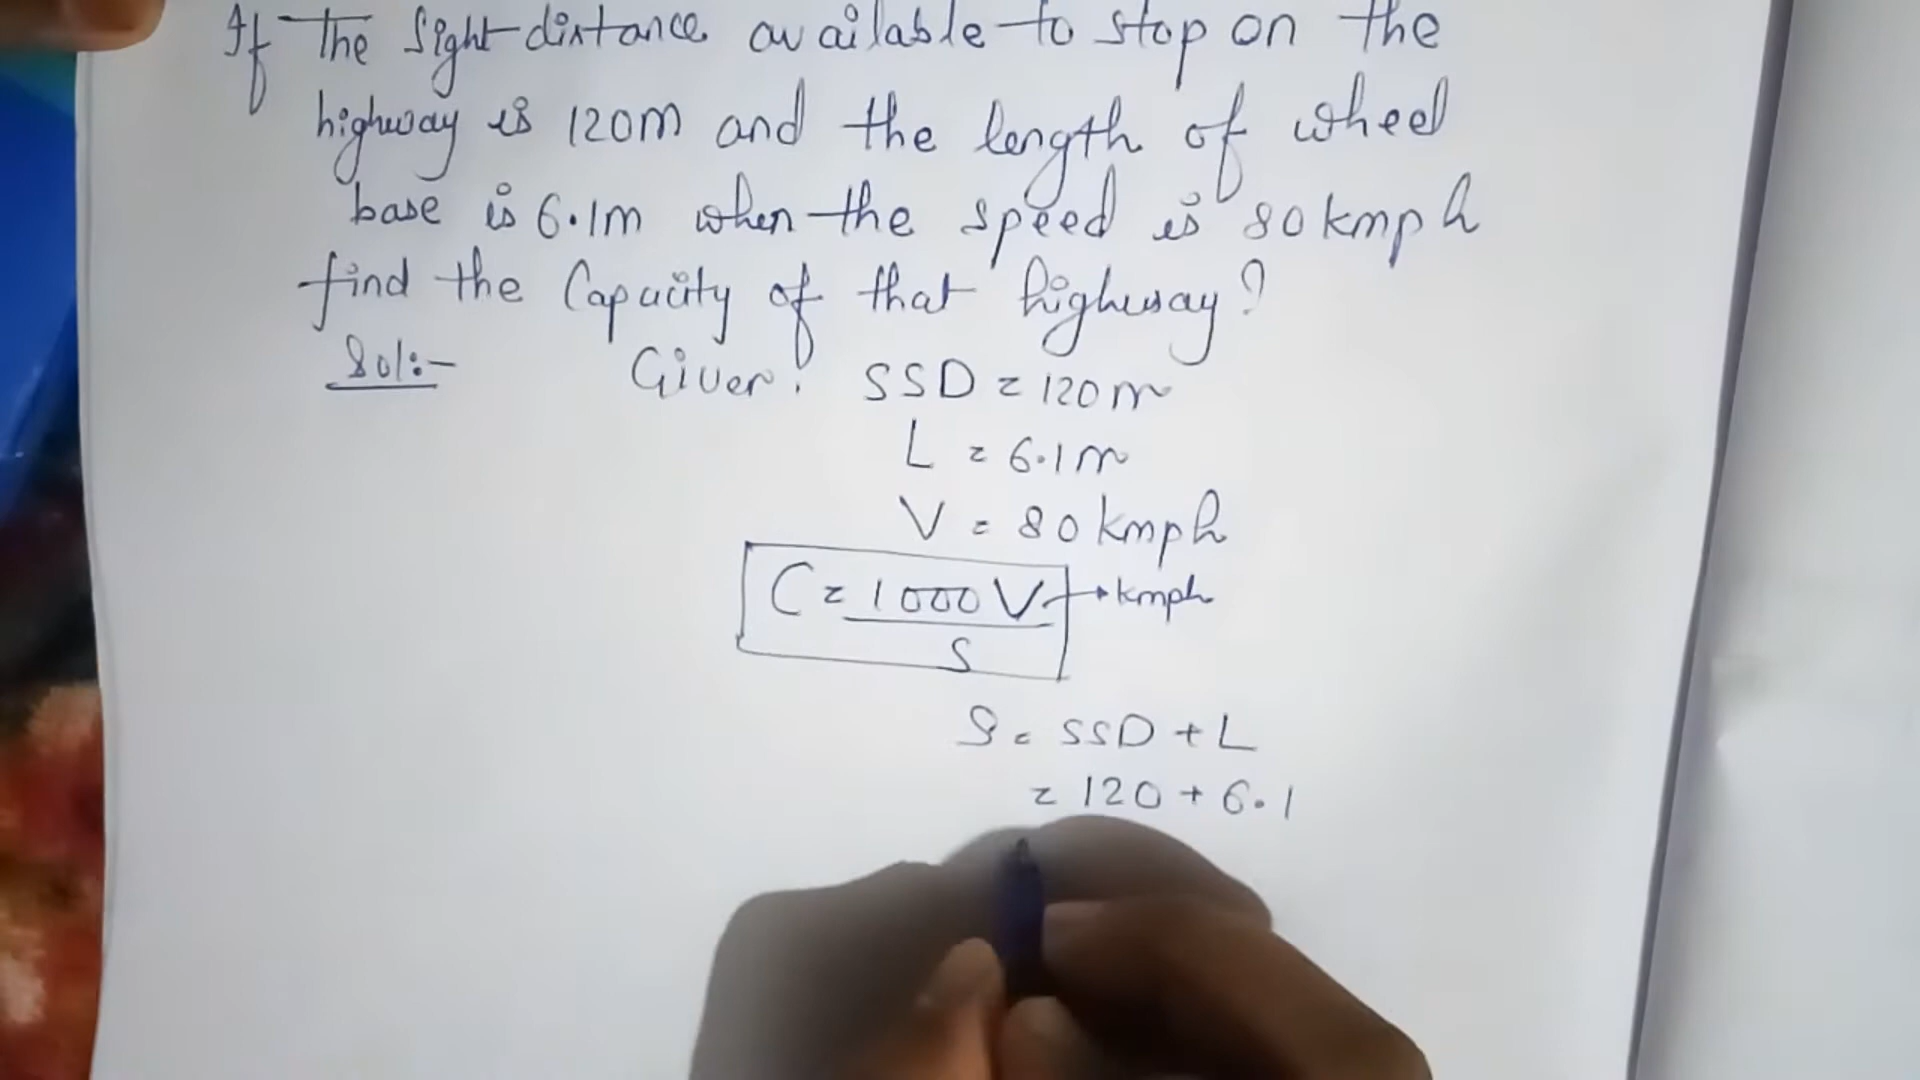 If the Sight distance available to stop on the
highway is 120m and the length of wheel
base is 6.1m when the speed is 80 kmph
find the Capacity of that highway?
Sol:- Given: SSD = 120m
L = 6.1m
V = 80 kmph
C = 1000 V → kmph
S
S = SSD + L
= 120 + 6.1